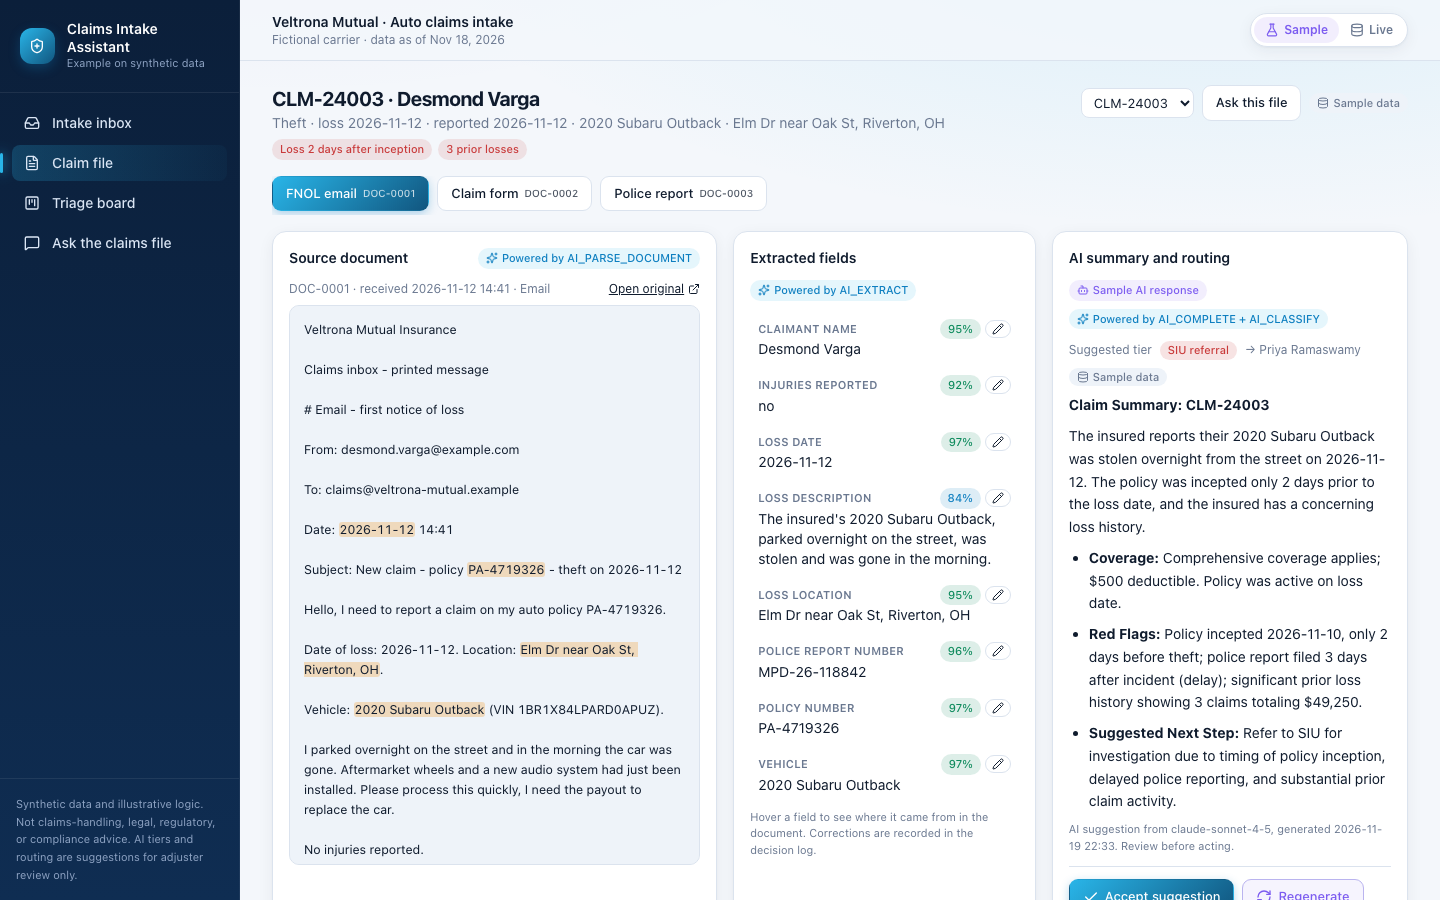 Claims Intake
Assistant
Example on synthetic data
Intake inbox
Claim file
Triage board
Ask the claims file
Synthetic data and illustrative logic.
Not claims-handling, legal, regulatory,
or compliance advice. AI tiers and
routing are suggestions for adjuster
review only.
Veltrona Mutual · Auto claims intake
Fictional carrier · data as of Nov 18, 2026
Sample
Live
CLM-24003 · Desmond Varga
Theft · loss 2026-11-12 · reported 2026-11-12 · 2020 Subaru Outback · Elm Dr near Oak St, Riverton, OH
Loss 2 days after inception
3 prior losses
CLM-24003
Ask this file
Sample data
FNOL email DOC-0001
Claim form DOC-0002
Police report DOC-0003
Source document
Powered by AI_PARSE_DOCUMENT
DOC-0001 · received 2026-11-12 14:41 · Email
Open original
Veltrona Mutual Insurance
Claims inbox - printed message
# Email - first notice of loss
From: desmond.varga@example.com
To: claims@veltrona-mutual.example
Date: 2026-11-12 14:41
Subject: New claim - policy PA-4719326 - theft on 2026-11-12
Hello, I need to report a claim on my auto policy PA-4719326.
Date of loss: 2026-11-12. Location: Elm Dr near Oak St,
Riverton, OH.
Vehicle: 2020 Subaru Outback (VIN 1BR1X84LPARD0APUZ).
I parked overnight on the street and in the morning the car was
gone. Aftermarket wheels and a new audio system had just been
installed. Please process this quickly, I need the payout to
replace the car.
No injuries reported.
Extracted fields
Powered by AI_EXTRACT
CLAIMANT NAME 95%
Desmond Varga
INJURIES REPORTED 92%
no
LOSS DATE 97%
2026-11-12
LOSS DESCRIPTION 84%
The insured's 2020 Subaru Outback,
parked overnight on the street, was
stolen and was gone in the morning.
LOSS LOCATION 95%
Elm Dr near Oak St, Riverton, OH
POLICE REPORT NUMBER 96%
MPD-26-118842
POLICY NUMBER 97%
PA-4719326
VEHICLE 97%
2020 Subaru Outback
Hover a field to see where it came from in the
document. Corrections are recorded in the
decision log.
AI summary and routing
Sample AI response
Powered by AI_COMPLETE + AI_CLASSIFY
Suggested tier SIU referral → Priya Ramaswamy
Sample data
Claim Summary: CLM-24003
The insured reports their 2020 Subaru Outback
was stolen overnight from the street on 2026-11-
12. The policy was incepted only 2 days prior to
the loss date, and the insured has a concerning
loss history.
• Coverage: Comprehensive coverage applies;
$500 deductible. Policy was active on loss
date.
• Red Flags: Policy incepted 2026-11-10, only 2
days before theft; police report filed 3 days
after incident (delay); significant prior loss
history showing 3 claims totaling $49,250.
• Suggested Next Step: Refer to SIU for
investigation due to timing of policy inception,
delayed police reporting, and substantial prior
claim activity.
AI suggestion from claude-sonnet-4-5, generated 2026-11-
19 22:33. Review before acting.
Accept suggestion
Regenerate